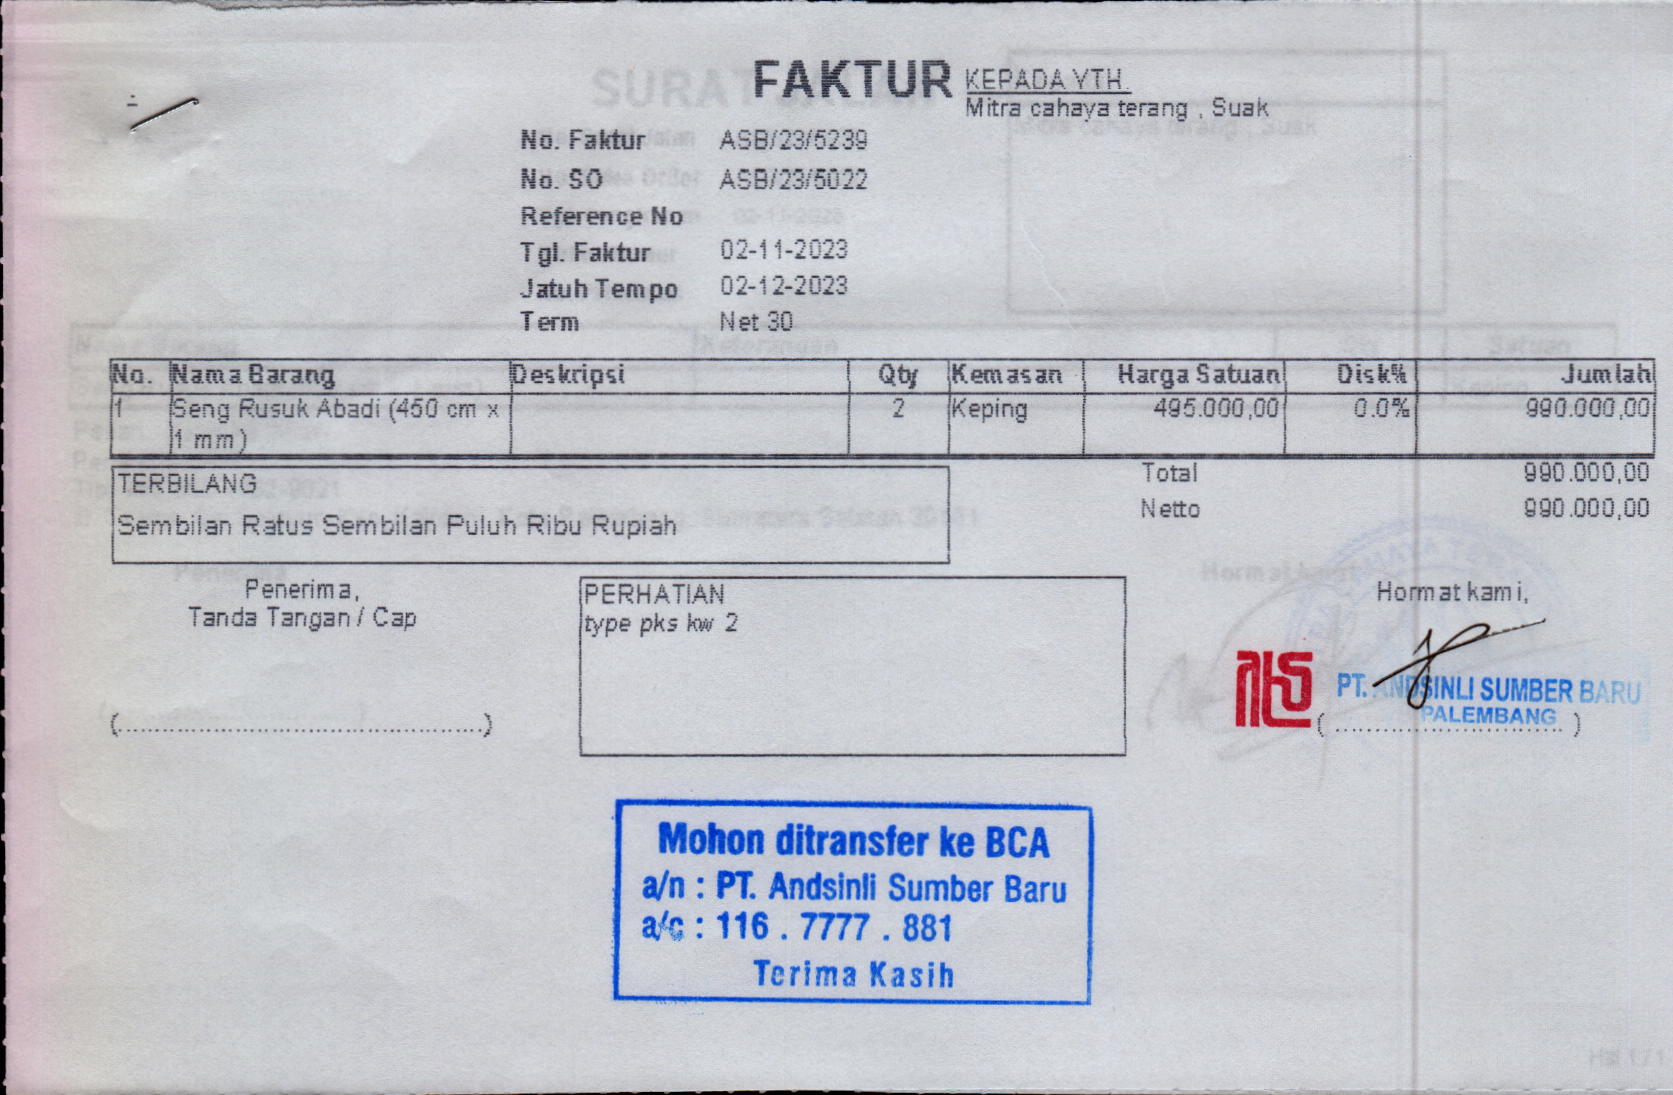 FAKTUR
KEPADA YTH.
Mitra cahaya terang , Suak
No. Faktur ASB/23/5239
No. SO ASB/23/5022
Reference No
Tgl. Faktur 02-11-2023
Jatuh Tempo 02-12-2023
Term Net 30
No. Nama Barang Deskripsi Qty Kemasan Harga Satuan Disk% Jumlah
1 Seng Rusuk Abadi (450 cm x 2 Keping 495.000,00 0.0% 990.000,00
1 mm)
TERBILANG
Sembilan Ratus Sembilan Puluh Ribu Rupiah
Total 990.000,00
Netto 990.000,00
Penerima,
Tanda Tangan / Cap
(................................................)
PERHATIAN
type pks kw 2
Hormat kami,
PT. ANDSINLI SUMBER BARU
PALEMBANG
(..............................)
Mohon ditransfer ke BCA
a/n : PT. Andsinli Sumber Baru
a/c : 116 . 7777 . 881
Terima Kasih